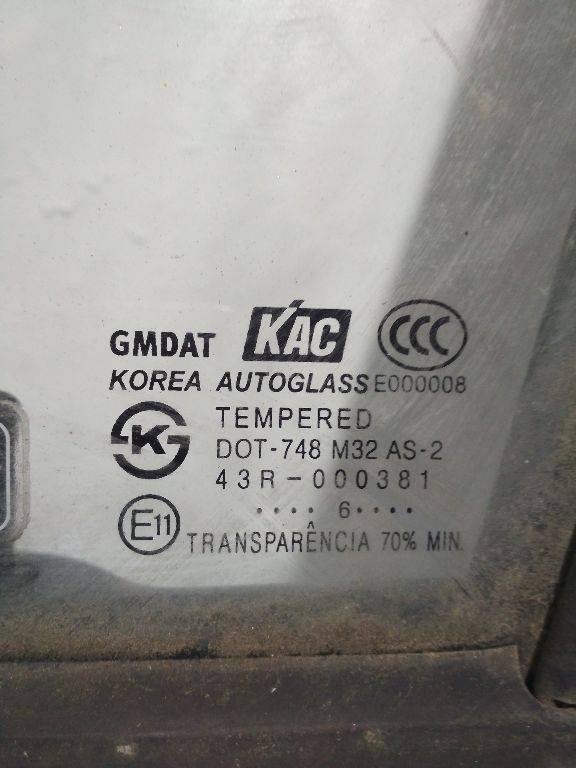 GMDAT KAC CCC
KOREA AUTOGLASS E000008
K TEMPERED
DOT-748 M32 AS-2
43R-000381
E11 •••• 6 ••••
TRANSPARÊNCIA 70% MIN.